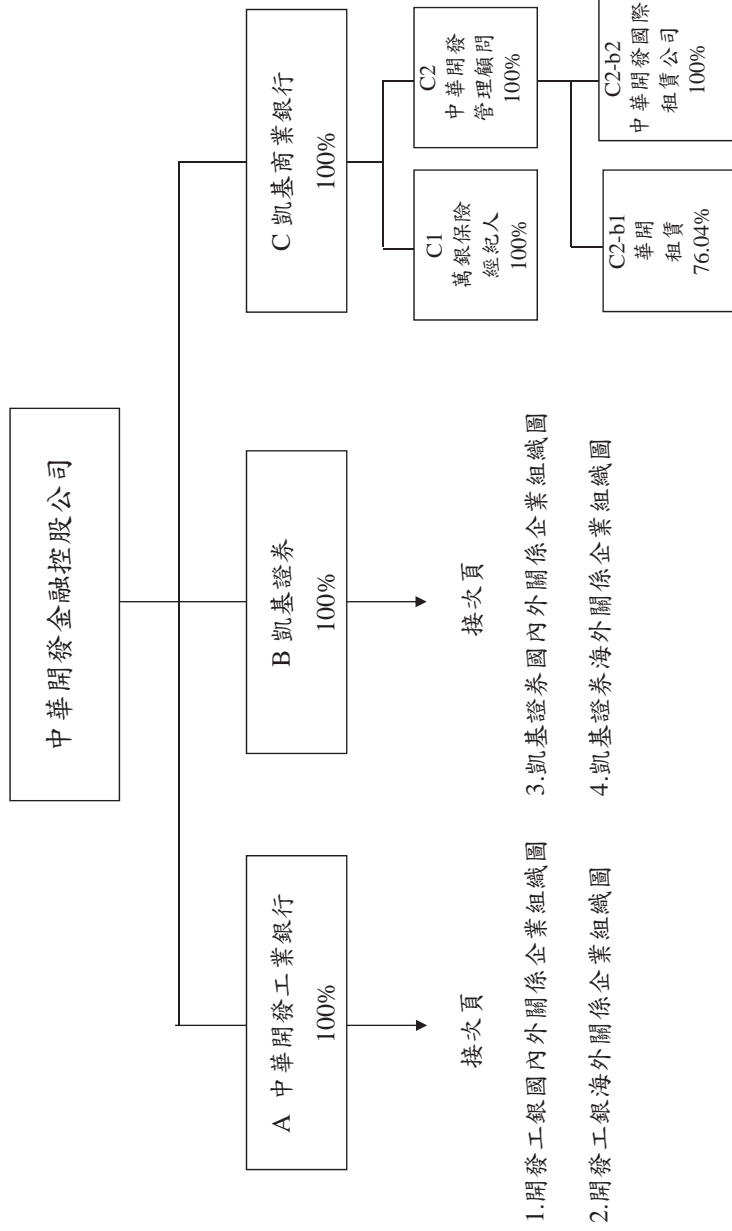 中華開發金融控股公司
A 中華開發工業銀行
100%
接次頁
1.開發工銀國內外關係企業組織圖
2.開發工銀海外關係企業組織圖
B 凱基證券
100%
接次頁
3.凱基證券國內外關係企業組織圖
4.凱基證券海外關係企業組織圖
C 凱基商業銀行
100%
C1
萬銀保險
經紀人
100%
C2
中華開發
管理顧問
100%
C2-b1
華開
租賃
76.04%
C2-b2
中華開發國際
租賃公司
100%